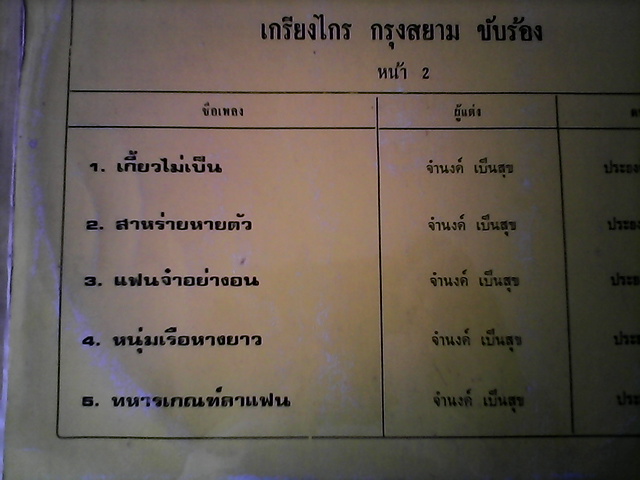 เกรียงไกร กรุงสยาม ขับร้อง
หน้า 2
ชื่อเพลง ผู้แต่ง
1. เกี้ยวไม่เป็น จำนงค์ เป็นสุข
2. สาหร่ายหายตัว จำนงค์ เป็นสุข
3. แฟนจ๋าอย่างอน จำนงค์ เป็นสุข
4. หนุ่มเรือหางยาว จำนงค์ เป็นสุข
5. ทหารเกณฑ์ลาแฟน จำนงค์ เป็นสุข